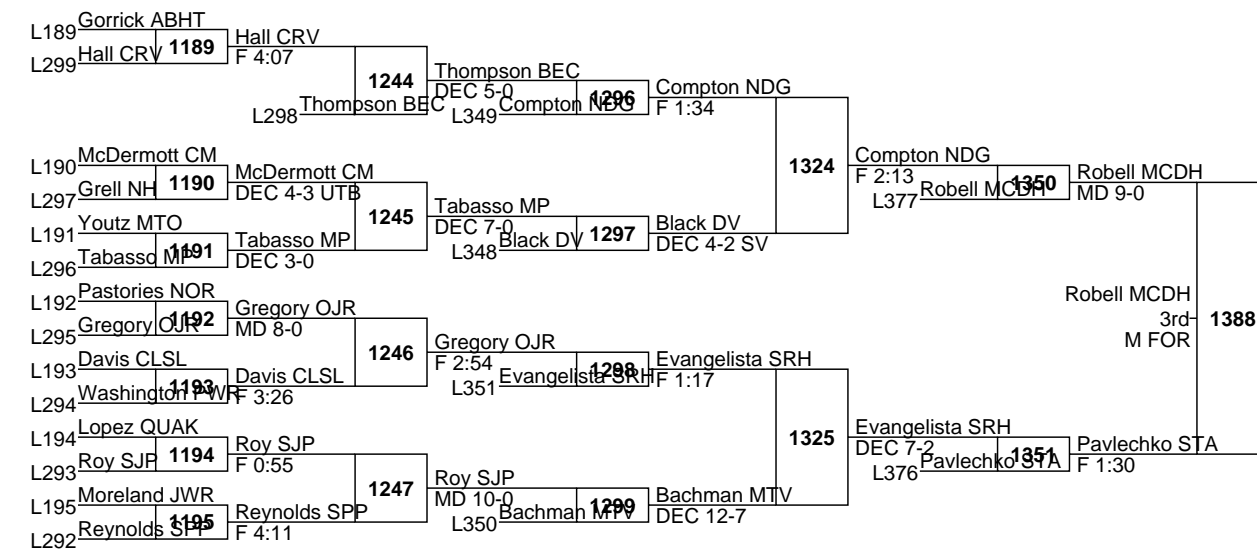 L189 Gorrick ABHT
L299 Hall CRV
1189
Hall CRV
F 4:07
1244
L298 Thompson BEC
Thompson BEC
DEC 5-0
L349 Compton NDG
1296
Compton NDG
F 1:34
L190 McDermott CM
L297 Grell NH
1190
McDermott CM
DEC 4-3 UTB
L191 Youtz MTO
L296 Tabasso MP
1191
Tabasso MP
DEC 3-0
1245
Tabasso MP
DEC 7-0
L348 Black DV
1297
Black DV
DEC 4-2 SV
1324
Compton NDG
F 2:13
L377 Robell MCDH
1350
Robell MCDH
MD 9-0
L192 Pastories NOR
L295 Gregory OJR
1192
Gregory OJR
MD 8-0
L193 Davis CLSL
L294 Washington PWR
1193
Davis CLSL
F 3:26
1246
Gregory OJR
F 2:54
L351 Evangelista SRH
1298
Evangelista SRH
F 1:17
L194 Lopez QUAK
L293 Roy SJP
1194
Roy SJP
F 0:55
L195 Moreland JWR
L292 Reynolds SPP
1195
Reynolds SPP
F 4:11
1247
Roy SJP
MD 10-0
L350 Bachman MTV
1299
Bachman MTV
DEC 12-7
1325
Evangelista SRH
DEC 7-2
L376 Pavlechko STA
1351
Pavlechko STA
F 1:30
Robell MCDH
3rd
M FOR
1388